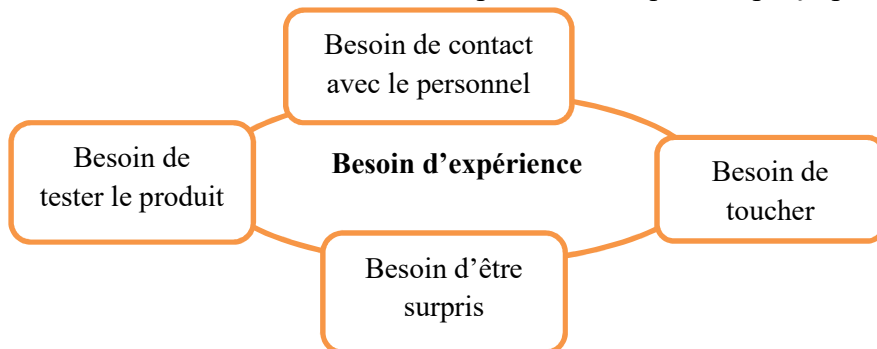 Besoin de contact
avec le personnel
Besoin de
tester le produit
Besoin d’expérience
Besoin de
toucher
Besoin d’être
surpris